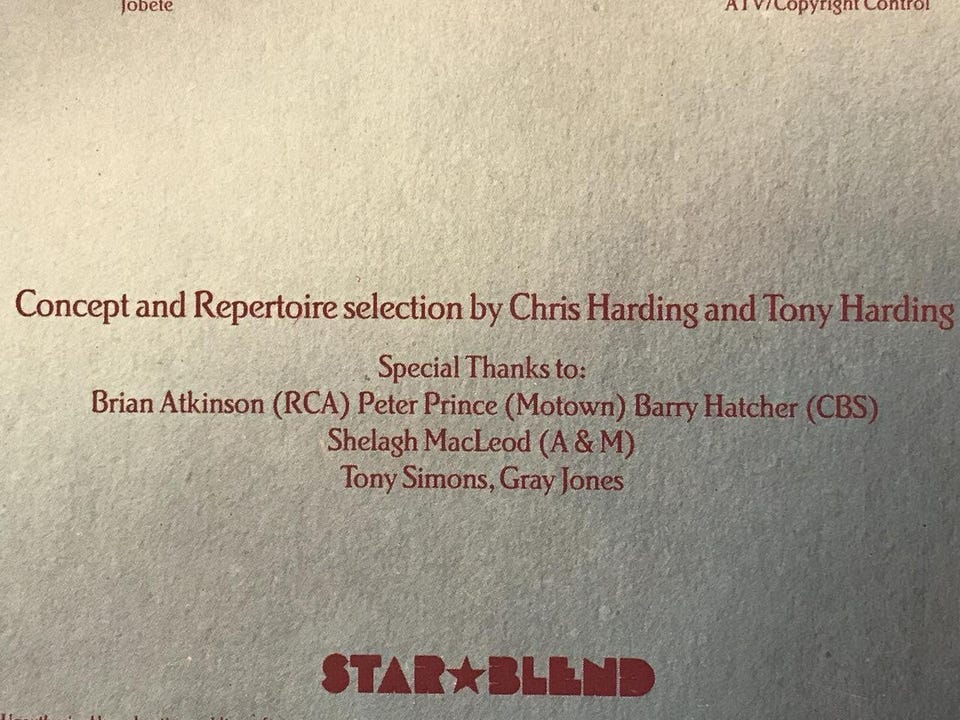 Jobete
ATV/Copyright Control
Concept and Repertoire selection by Chris Harding and Tony Harding
Special Thanks to:
Brian Atkinson (RCA) Peter Prince (Motown) Barry Hatcher (CBS)
Shelagh MacLeod (A & M)
Tony Simons, Gray Jones
STAR★BLEND